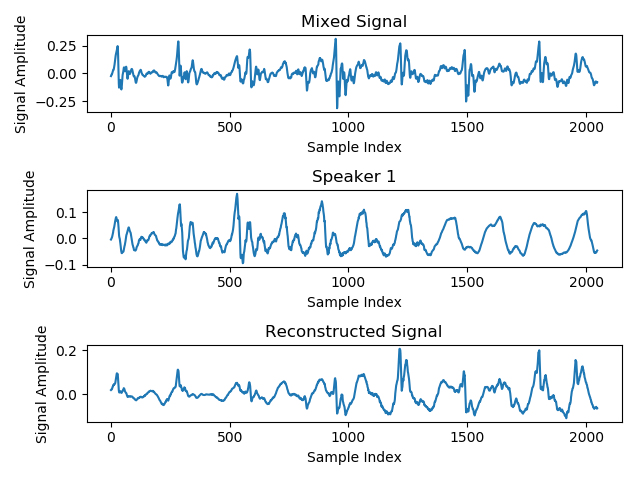 Mixed Signal
Signal Amplitude
0.25
0.00
−0.25
0 500 1000 1500 2000
Sample Index
Speaker 1
Signal Amplitude
0.1
0.0
−0.1
0 500 1000 1500 2000
Sample Index
Reconstructed Signal
Signal Amplitude
0.2
0.0
0 500 1000 1500 2000
Sample Index